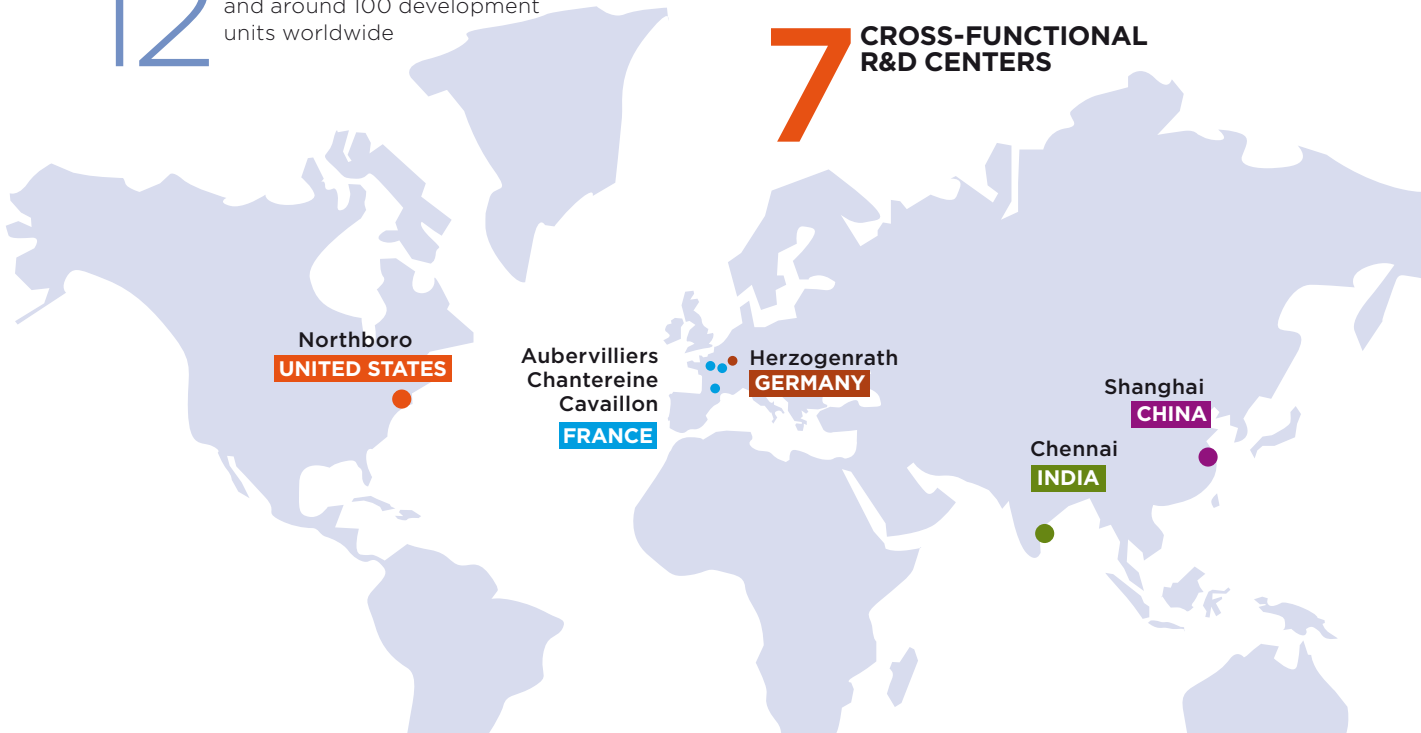 12
and around 100 development
units worldwide
7
CROSS-FUNCTIONAL
R&D CENTERS
Northboro
UNITED STATES
Aubervilliers
Chantereine
Cavaillon
FRANCE
Herzogenrath
GERMANY
Shanghai
CHINA
Chennai
INDIA